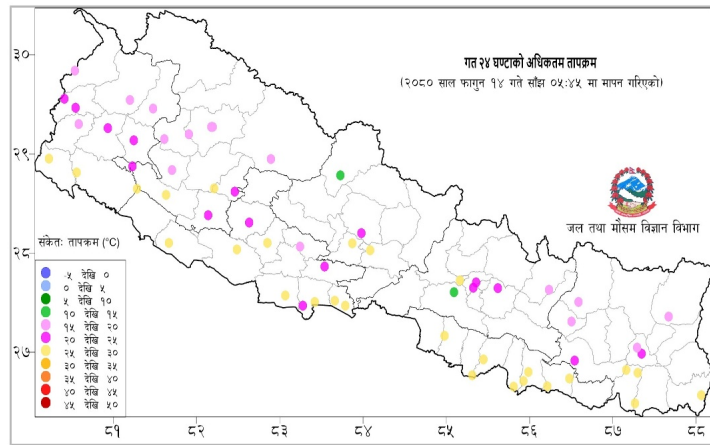 गत २४ घण्टाको अधिकतम तापक्रम
(२०८० साल फागुन १४ गते साँझ ०५:४५ मा मापन गरिएको)
जल तथा मौसम विज्ञान विभाग
संकेतः तापक्रम (°C)
-५ देखि ०
० देखि ५
५ देखि १०
१० देखि १५
१५ देखि २०
२० देखि २५
२५ देखि ३०
३० देखि ३५
३५ देखि ४०
४० देखि ४५
४५ देखि ५०
३०
२९
२८
२७
८१
८२
८३
८४
८५
८६
८७
८८